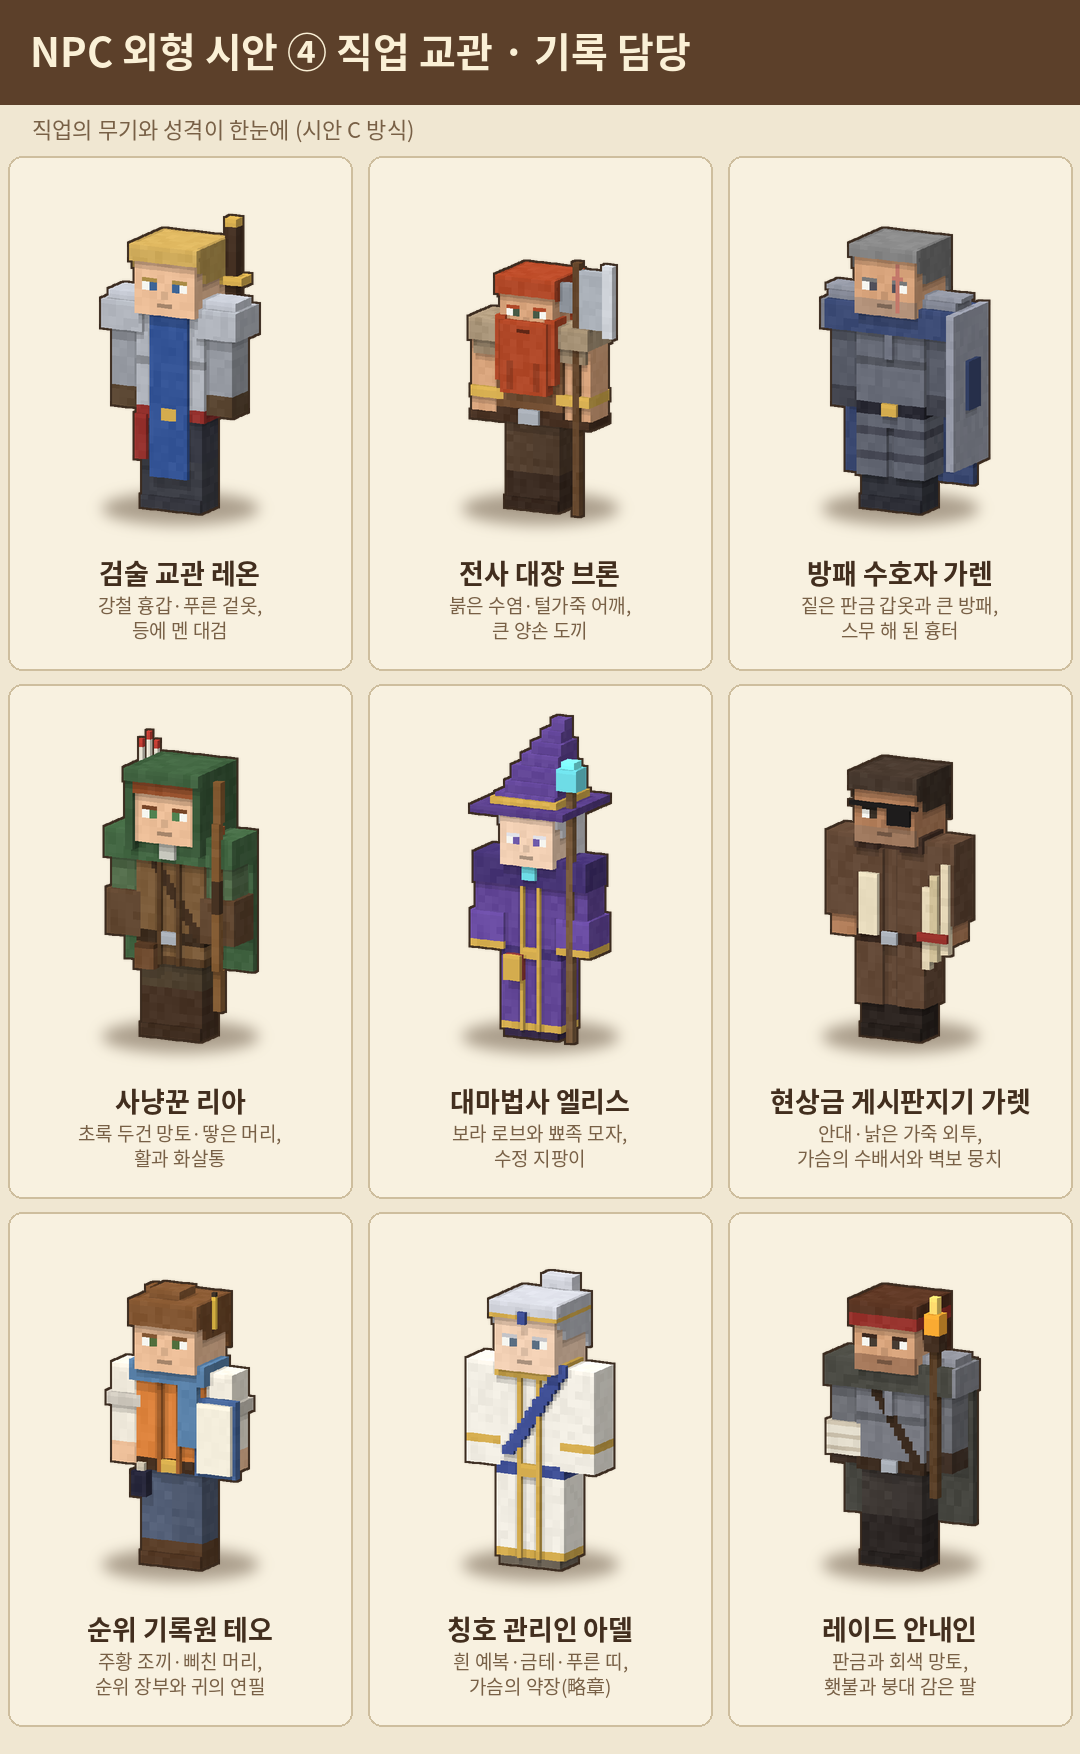 NPC 외형 시안 ④ 직업 교관 · 기록 담당
직업의 무기와 성격이 한눈에 (시안 C 방식)
검술 교관 레온
강철 흉갑·푸른 겉옷,
등에 멘 대검
전사 대장 브론
붉은 수염·털가죽 어깨,
큰 양손 도끼
방패 수호자 가렌
짙은 판금 갑옷과 큰 방패,
스무 해 된 흉터
사냥꾼 리아
초록 두건 망토·땋은 머리,
활과 화살통
대마법사 엘리스
보라 로브와 뾰족 모자,
수정 지팡이
현상금 게시판지기 가렛
안대·낡은 가죽 외투,
가슴의 수배서와 벽보 뭉치
순위 기록원 테오
주황 조끼·삐친 머리,
순위 장부와 귀의 연필
칭호 관리인 아델
흰 예복·금테·푸른 띠,
가슴의 약장(略章)
레이드 안내인
판금과 회색 망토,
횃불과 붕대 감은 팔